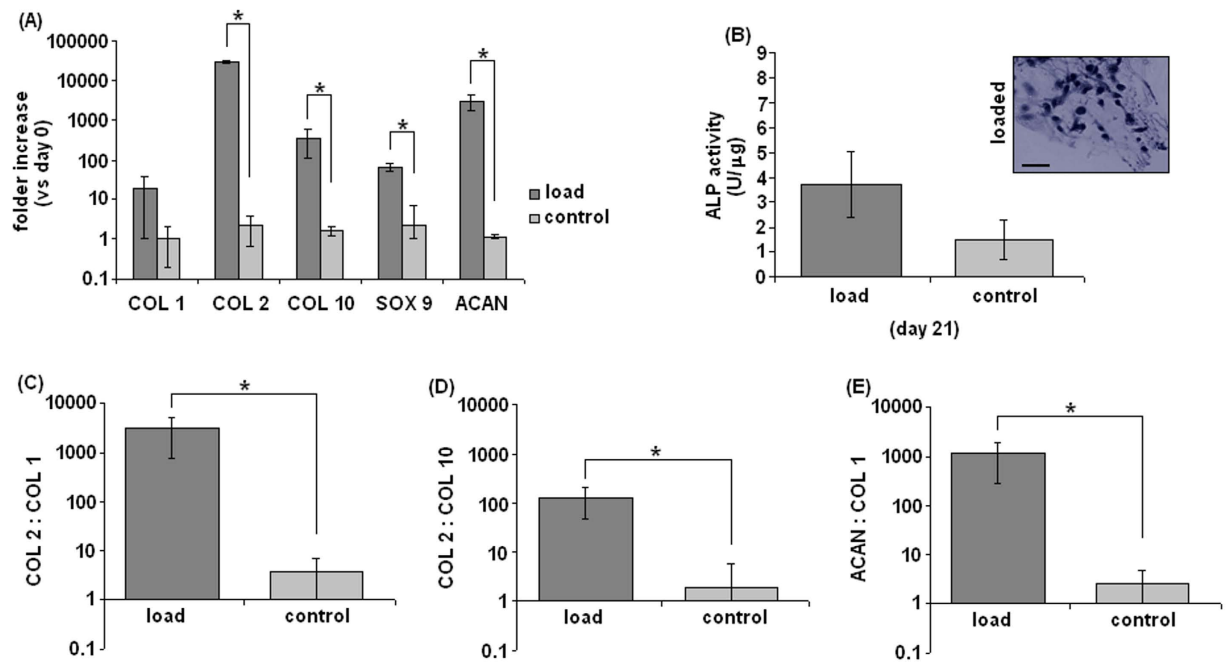 (A)
folder increase
(vs day 0)
100000
10000
1000
100
10
1
0.1
*
*
*
*
COL 1 COL 2 COL 10 SOX 9 ACAN
load
control
(B)
ALP activity
(U/μg)
9
8
7
6
5
4
3
2
1
0
load control
(day 21)
loaded
(C)
COL 2 : COL 1
10000
1000
100
10
1
0.1
*
load control
(D)
COL 2 : COL 10
10000
1000
100
10
1
0.1
*
load control
(E)
ACAN : COL 1
10000
1000
100
10
1
0.1
*
load control